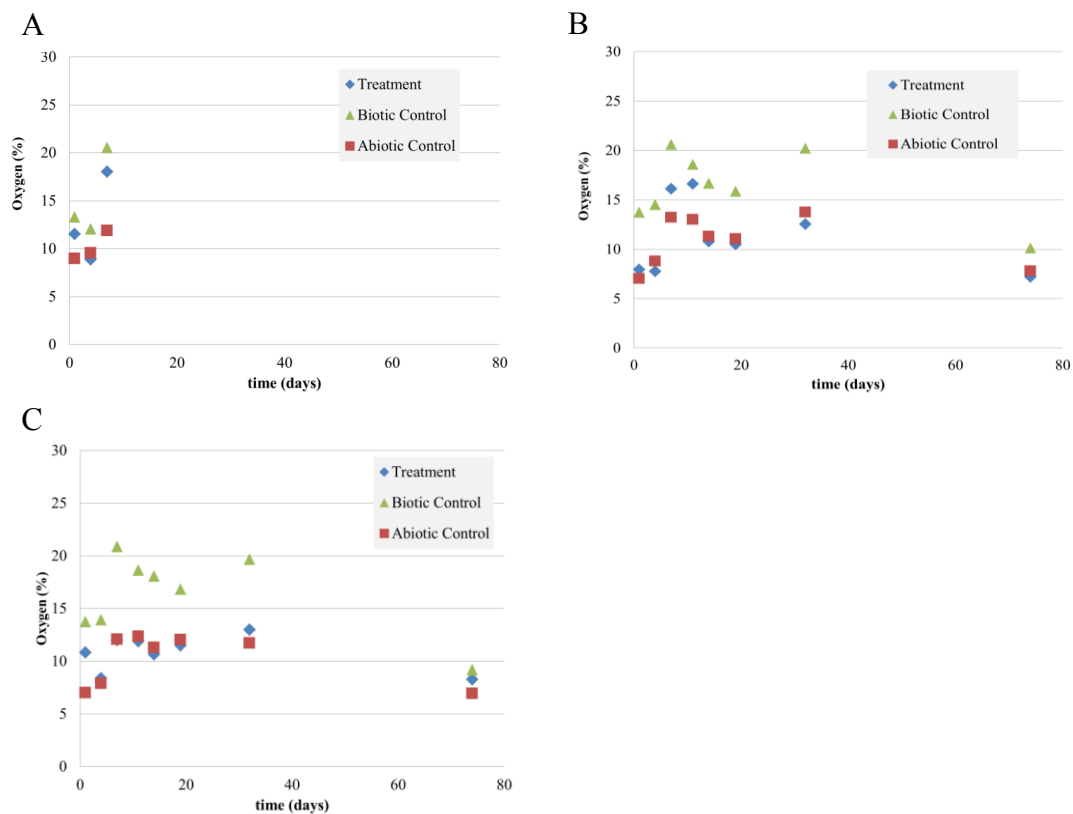 A
30
25
20
15
10
5
0
Oxygen (%)
Treatment
Biotic Control
Abiotic Control
0 20 40 60 80
time (days)
B
30
25
20
15
10
5
0
Oxygen (%)
Treatment
Biotic Control
Abiotic Control
0 20 40 60 80
time (days)
C
30
25
20
15
10
5
0
Oxygen (%)
Treatment
Biotic Control
Abiotic Control
0 20 40 60 80
time (days)